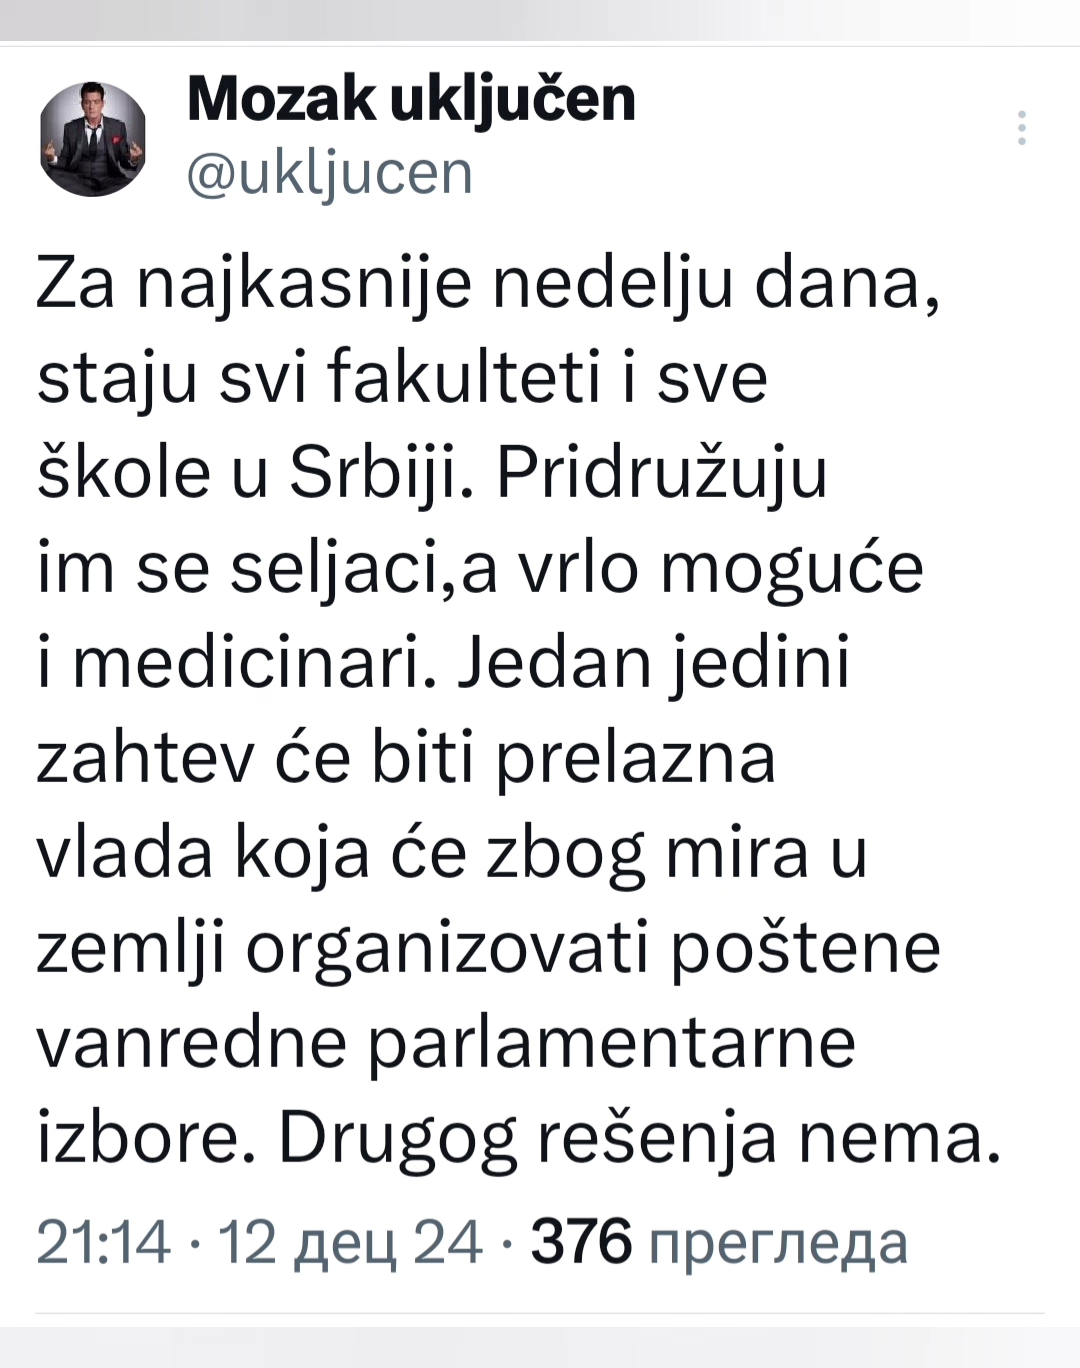 Mozak uključen
@ukljucen
Za najkasnije nedelju dana,
staju svi fakulteti i sve
škole u Srbiji. Pridružuju
im se seljaci,a vrlo moguće
i medicinari. Jedan jedini
zahtev će biti prelazna
vlada koja će zbog mira u
zemlji organizovati poštene
vanredne parlamentarne
izbore. Drugog rešenja nema.
21:14 · 12 дец 24 · 376 прегледа